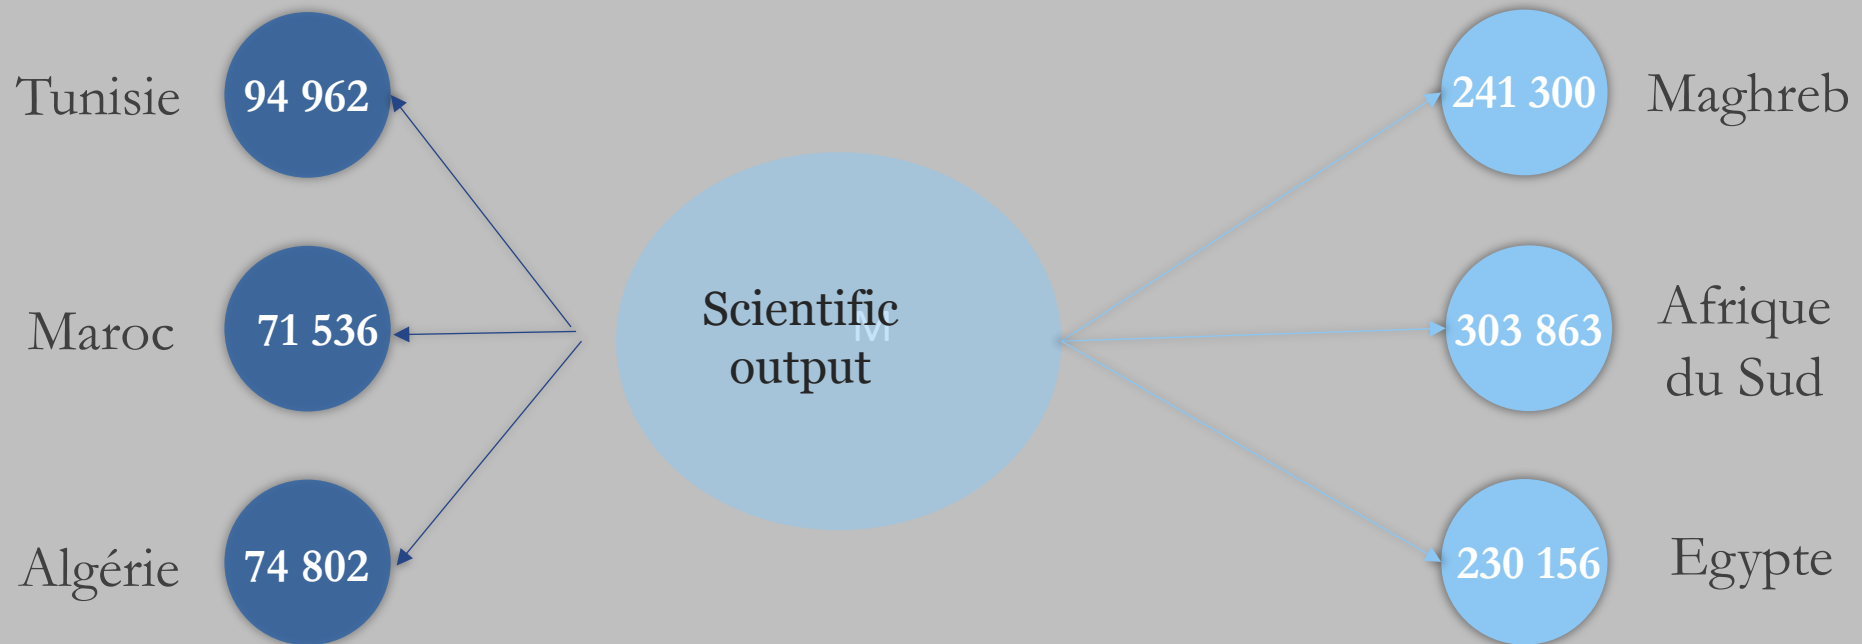 Tunisie
94 962
Maroc
71 536
Algérie
74 802
Scientific
M
output
241 300
Maghreb
303 863
Afrique
du Sud
230 156
Egypte